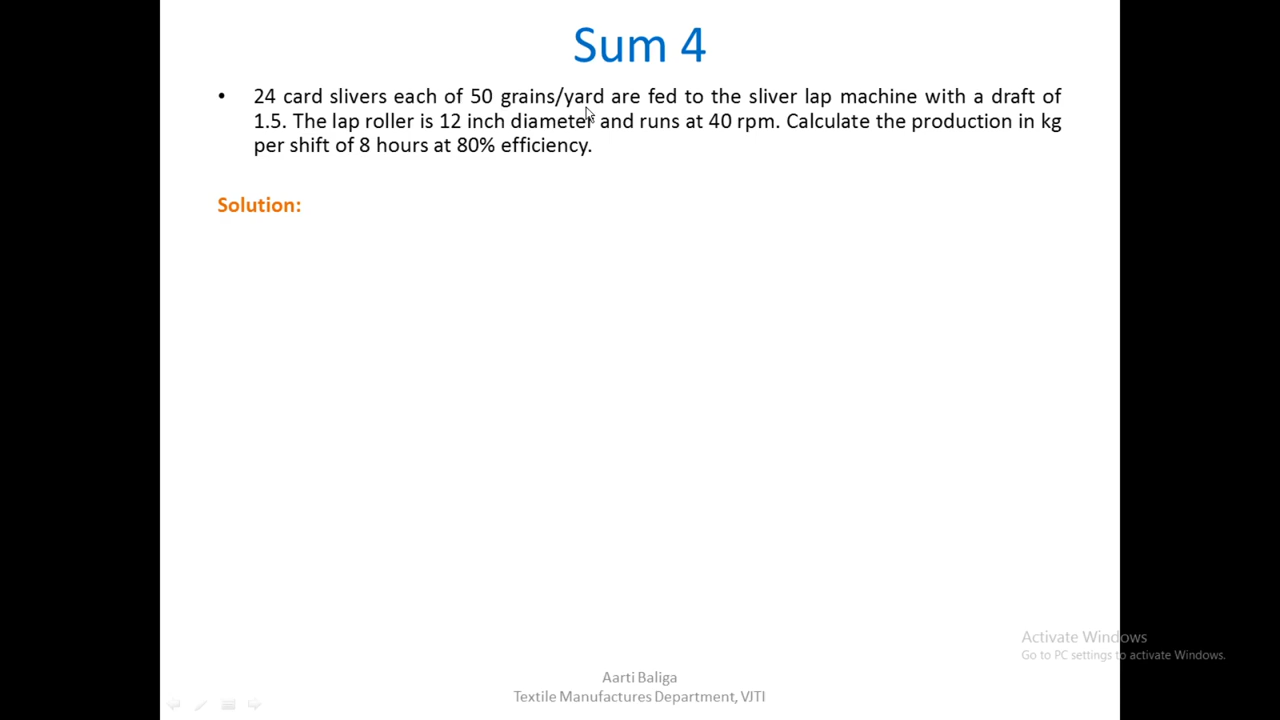 Sum 4
• 24 card slivers each of 50 grains/yard are fed to the sliver lap machine with a draft of
1.5. The lap roller is 12 inch diameter and runs at 40 rpm. Calculate the production in kg
per shift of 8 hours at 80% efficiency.
Solution:
Activate Windows
Go to PC settings to activate Windows.
Aarti Baliga
Textile Manufactures Department, VJTI